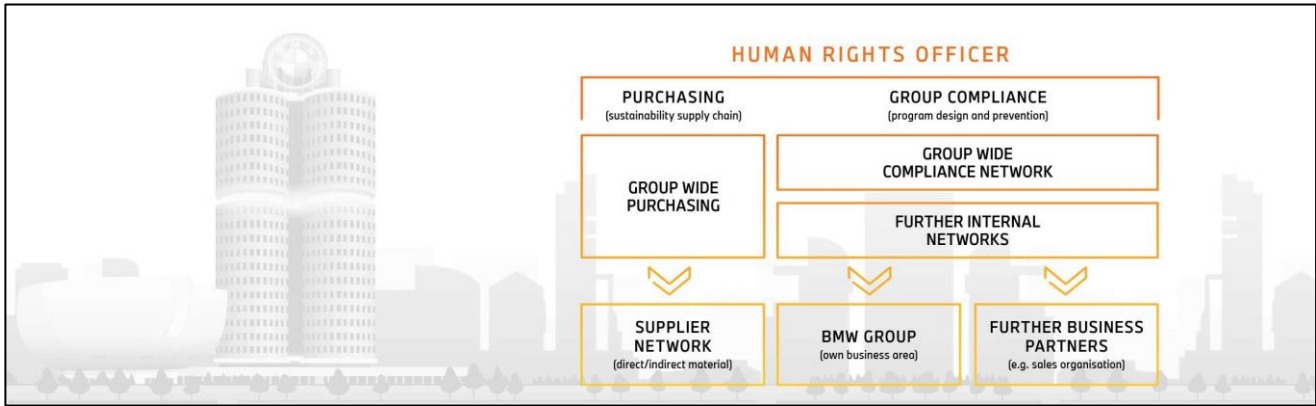 HUMAN RIGHTS OFFICER
PURCHASING
(sustainability supply chain)
GROUP COMPLIANCE
(program design and prevention)
GROUP WIDE
PURCHASING
GROUP WIDE
COMPLIANCE NETWORK
FURTHER INTERNAL
NETWORKS
SUPPLIER
NETWORK
(direct/indirect material)
BMW GROUP
(own business area)
FURTHER BUSINESS
PARTNERS
(e.g. sales organisation)